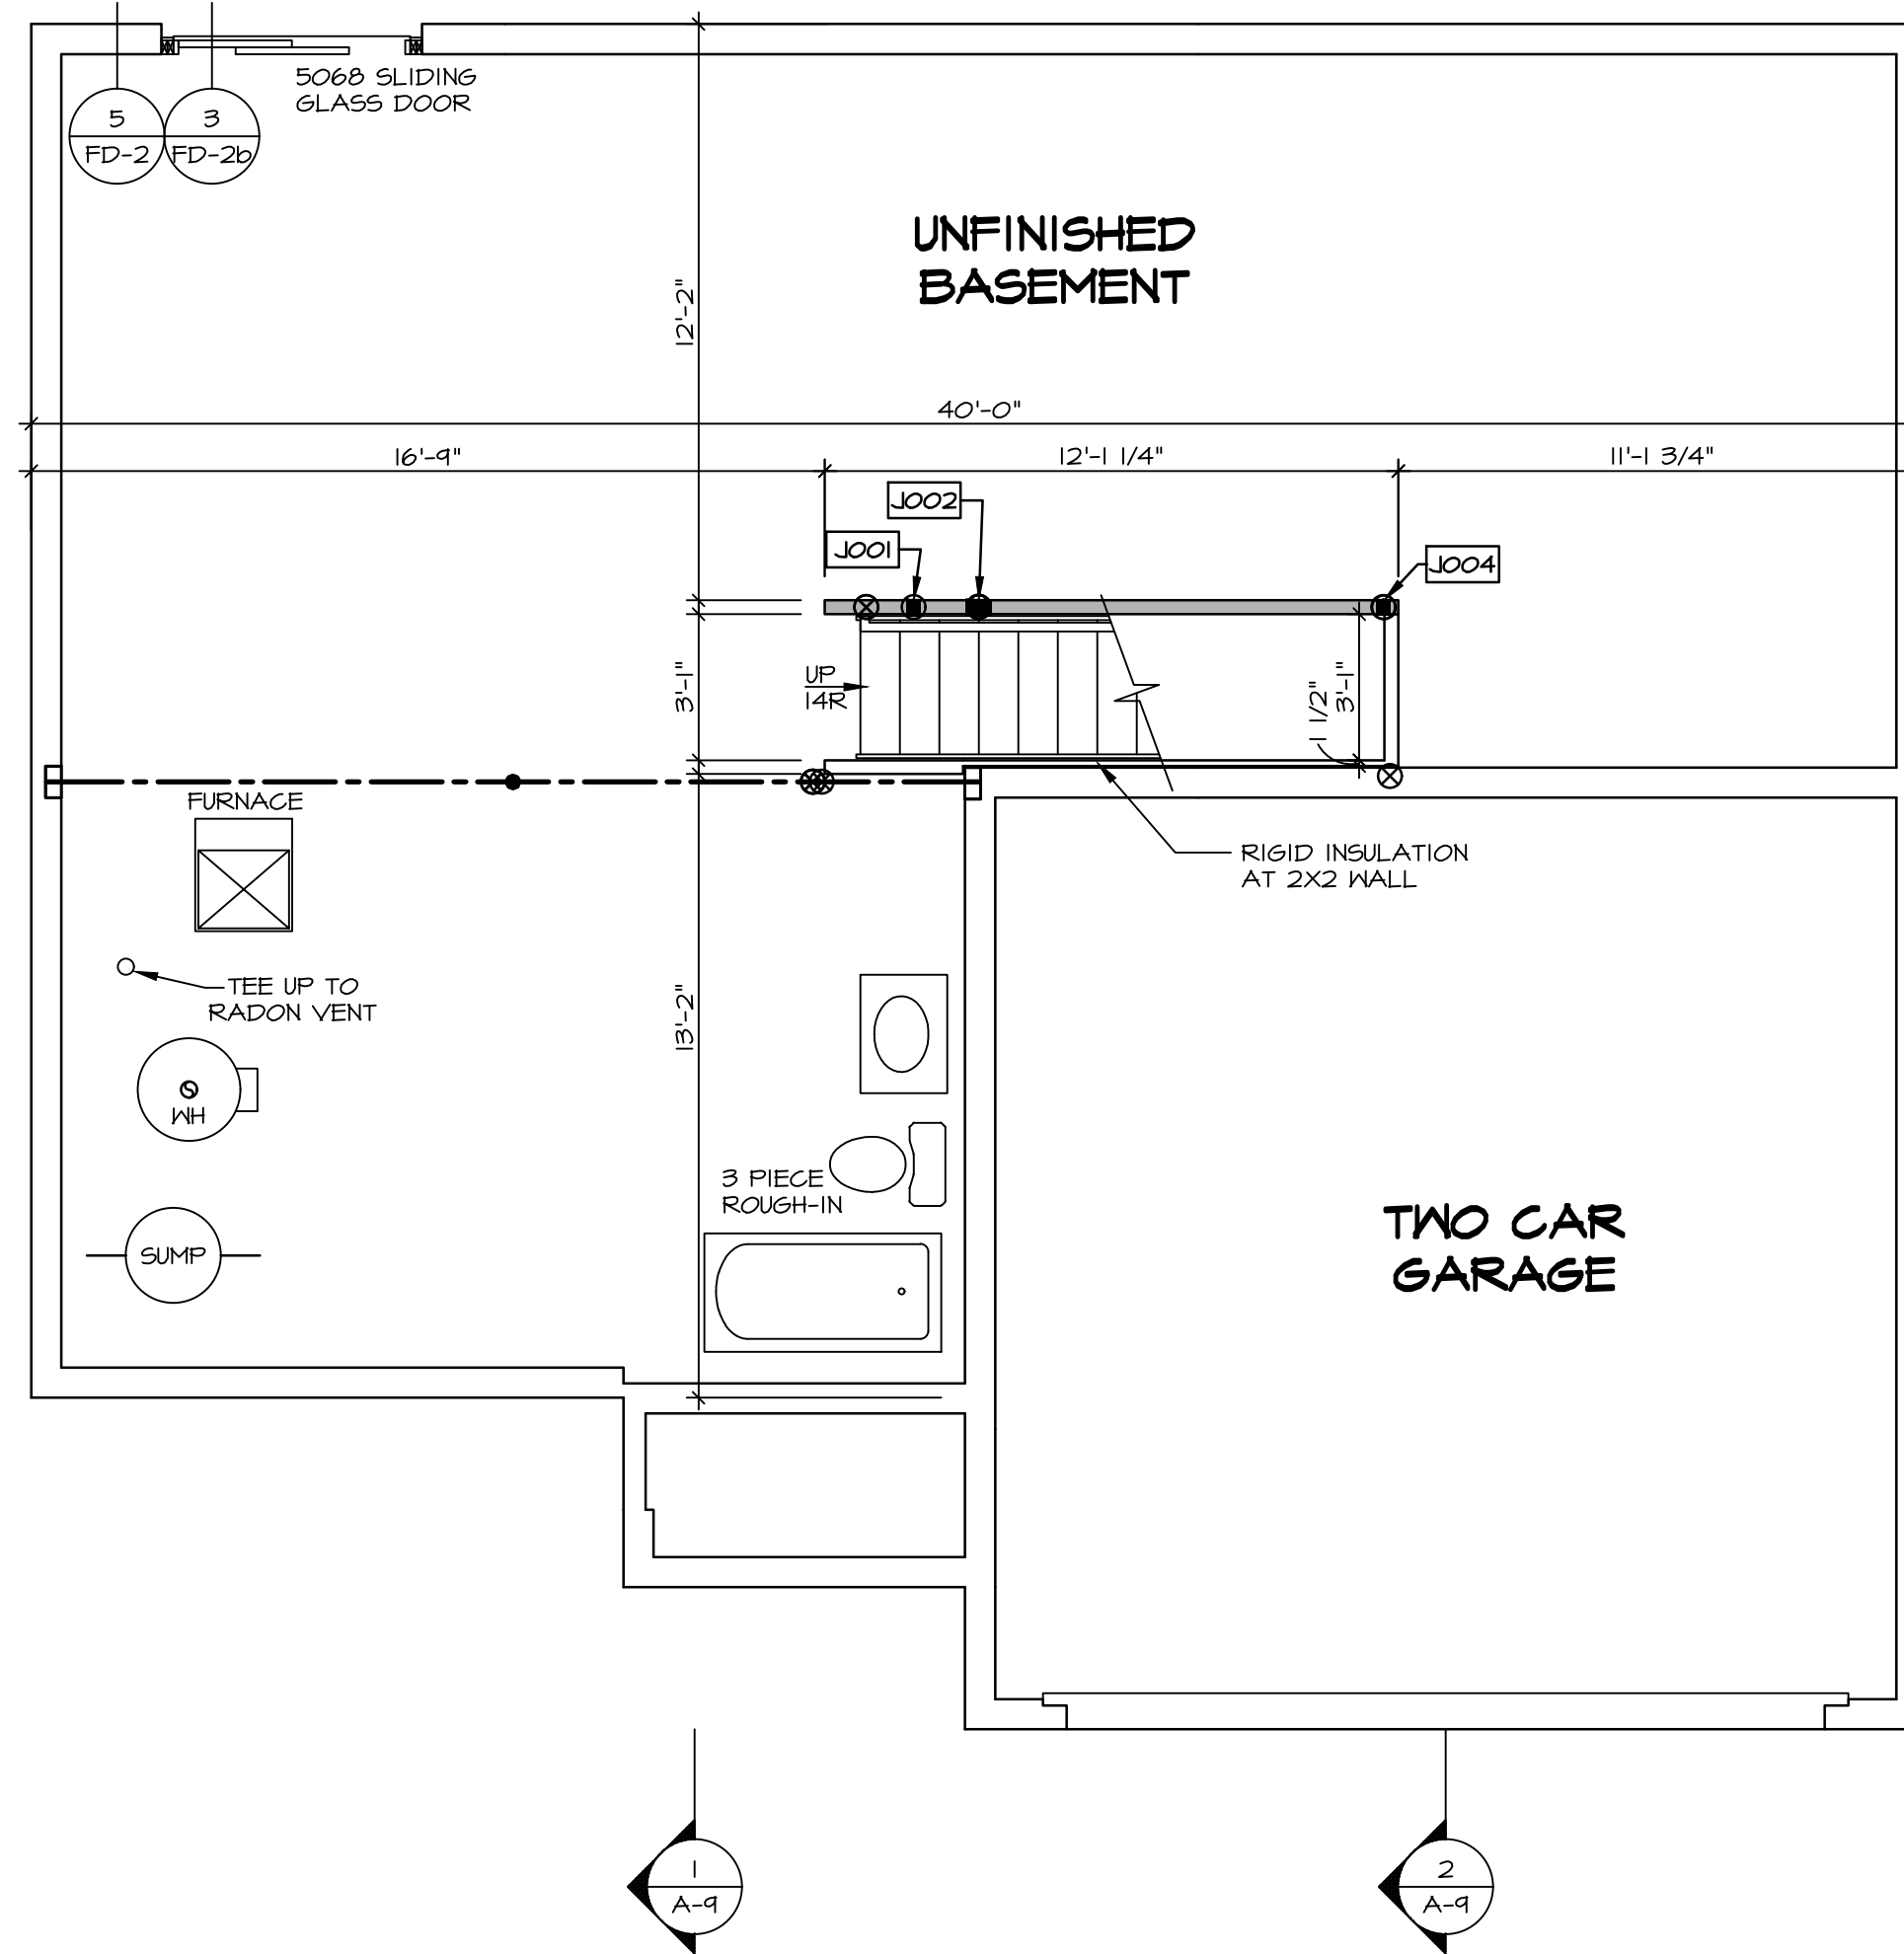 5068 SLIDING
GLASS DOOR
5
FD-2
3
FD-2b
UNFINISHED
BASEMENT
12'-2"
40'-0"
16'-9"
12'-1 1/4"
11'-1 3/4"
J002
J001
J004
UP
14R
3'-1"
1 1/2"
3'-1"
FURNACE
RIGID INSULATION
AT 2X2 WALL
TEE UP TO
RADON VENT
13'-2"
WH
3 PIECE
ROUGH-IN
SUMP
TWO CAR
GARAGE
1
A-9
2
A-9